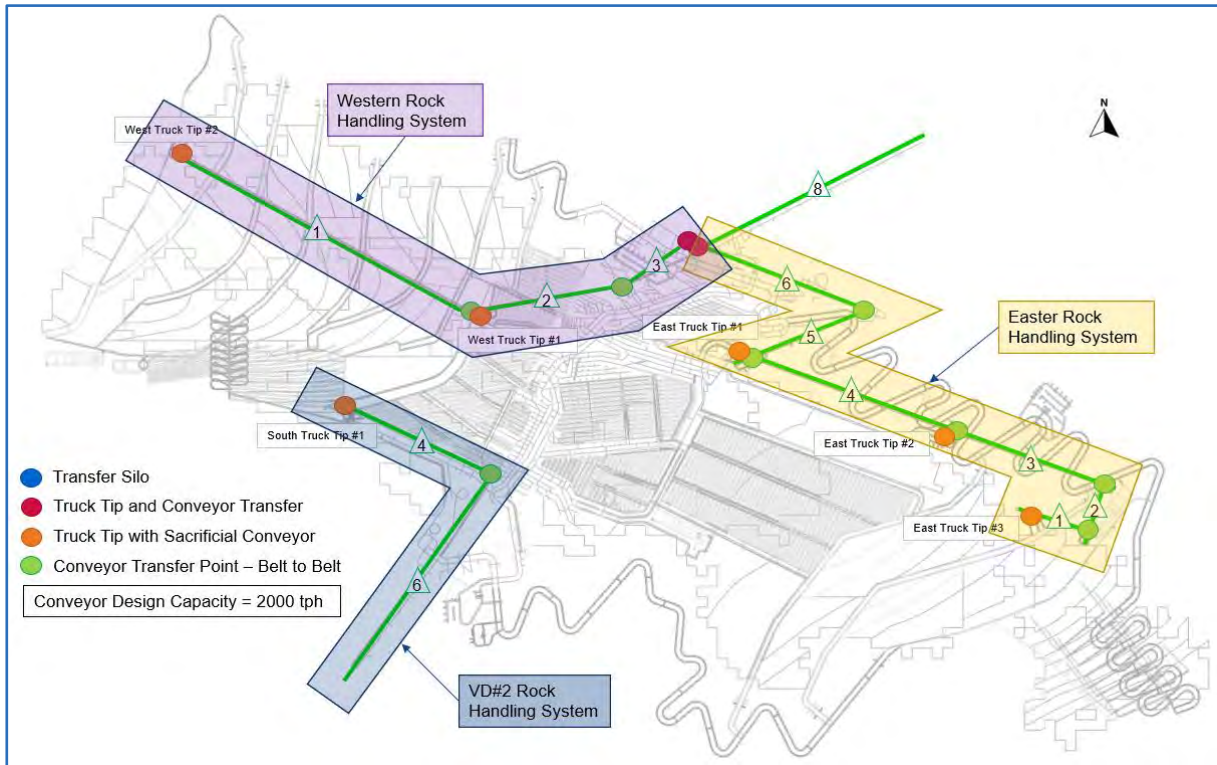 Western Rock
Handling System
N
West Truck Tip #2
8
1
3
2
6
West Truck Tip #1
East Truck Tip #1
5
Easter Rock
Handling System
4
South Truck Tip #1
4
East Truck Tip #2
3
Transfer Silo
Truck Tip and Conveyor Transfer
East Truck Tip #3
1
2
Truck Tip with Sacrificial Conveyor
Conveyor Transfer Point – Belt to Belt
6
Conveyor Design Capacity = 2000 tph
VD#2 Rock
Handling System